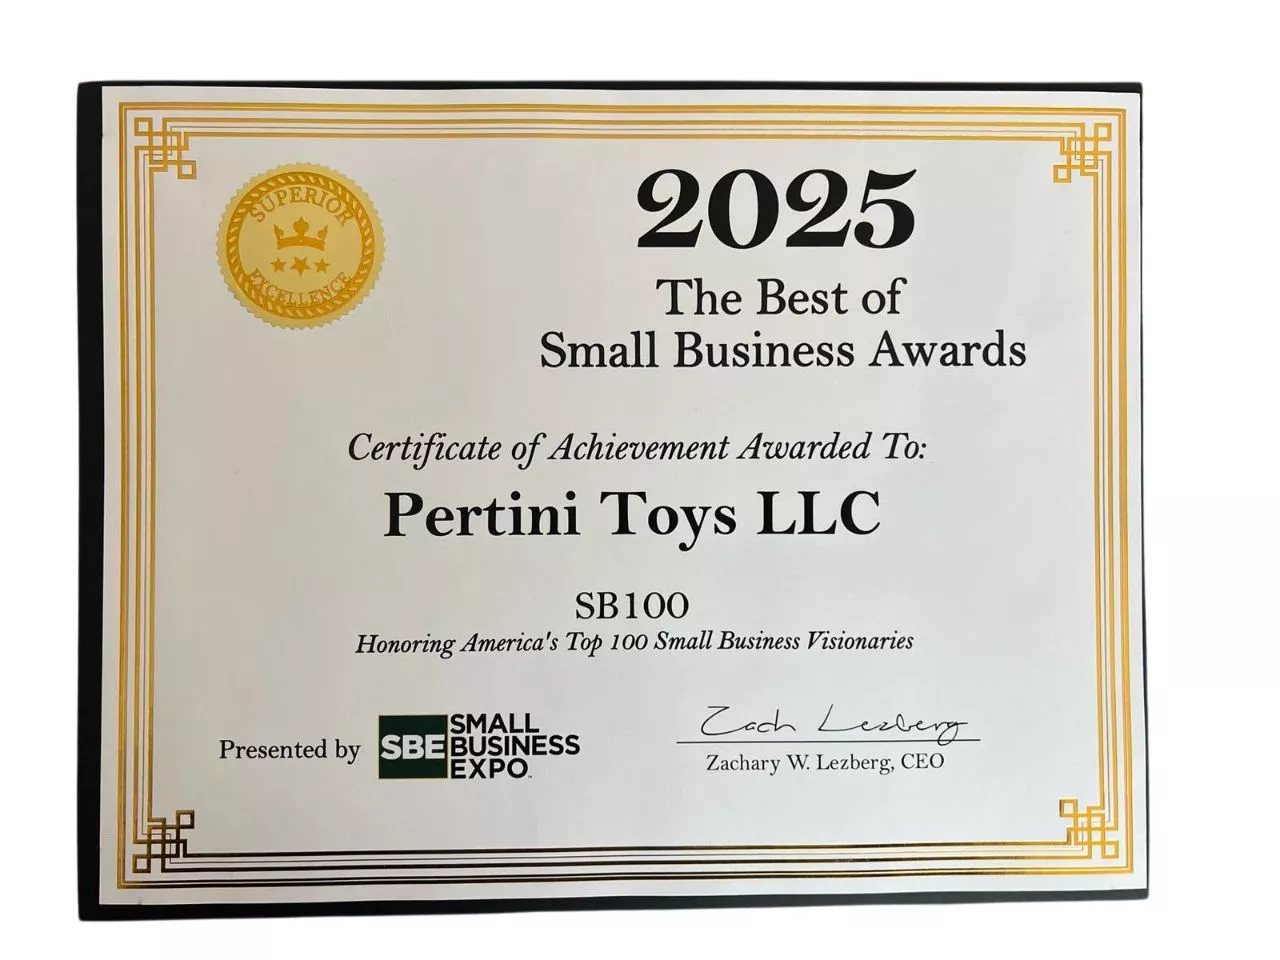 SUPERIOR
EXCELLENCE
2025
The Best of
Small Business Awards
Certificate of Achievement Awarded To:
Pertini Toys LLC
SB100
Honoring America's Top 100 Small Business Visionaries
Presented by
SBE
SMALL
BUSINESS
EXPO™
Zach Lezberg
Zachary W. Lezberg, CEO